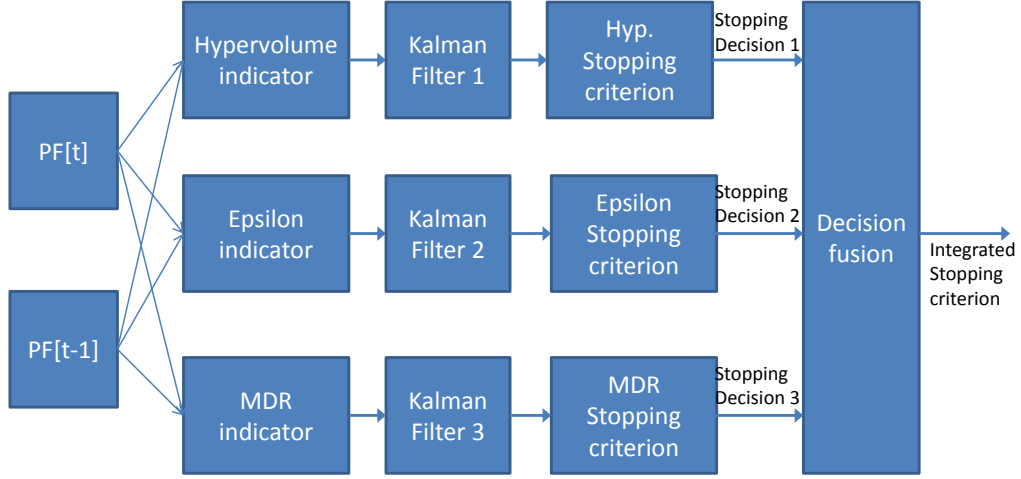 PF[t]
PF[t-1]
Hypervolume
indicator
Kalman
Filter 1
Hyp.
Stopping
criterion
Stopping
Decision 1
Epsilon
indicator
Kalman
Filter 2
Epsilon
Stopping
criterion
Stopping
Decision 2
MDR
indicator
Kalman
Filter 3
MDR
Stopping
criterion
Stopping
Decision 3
Decision
fusion
Integrated
Stopping
criterion